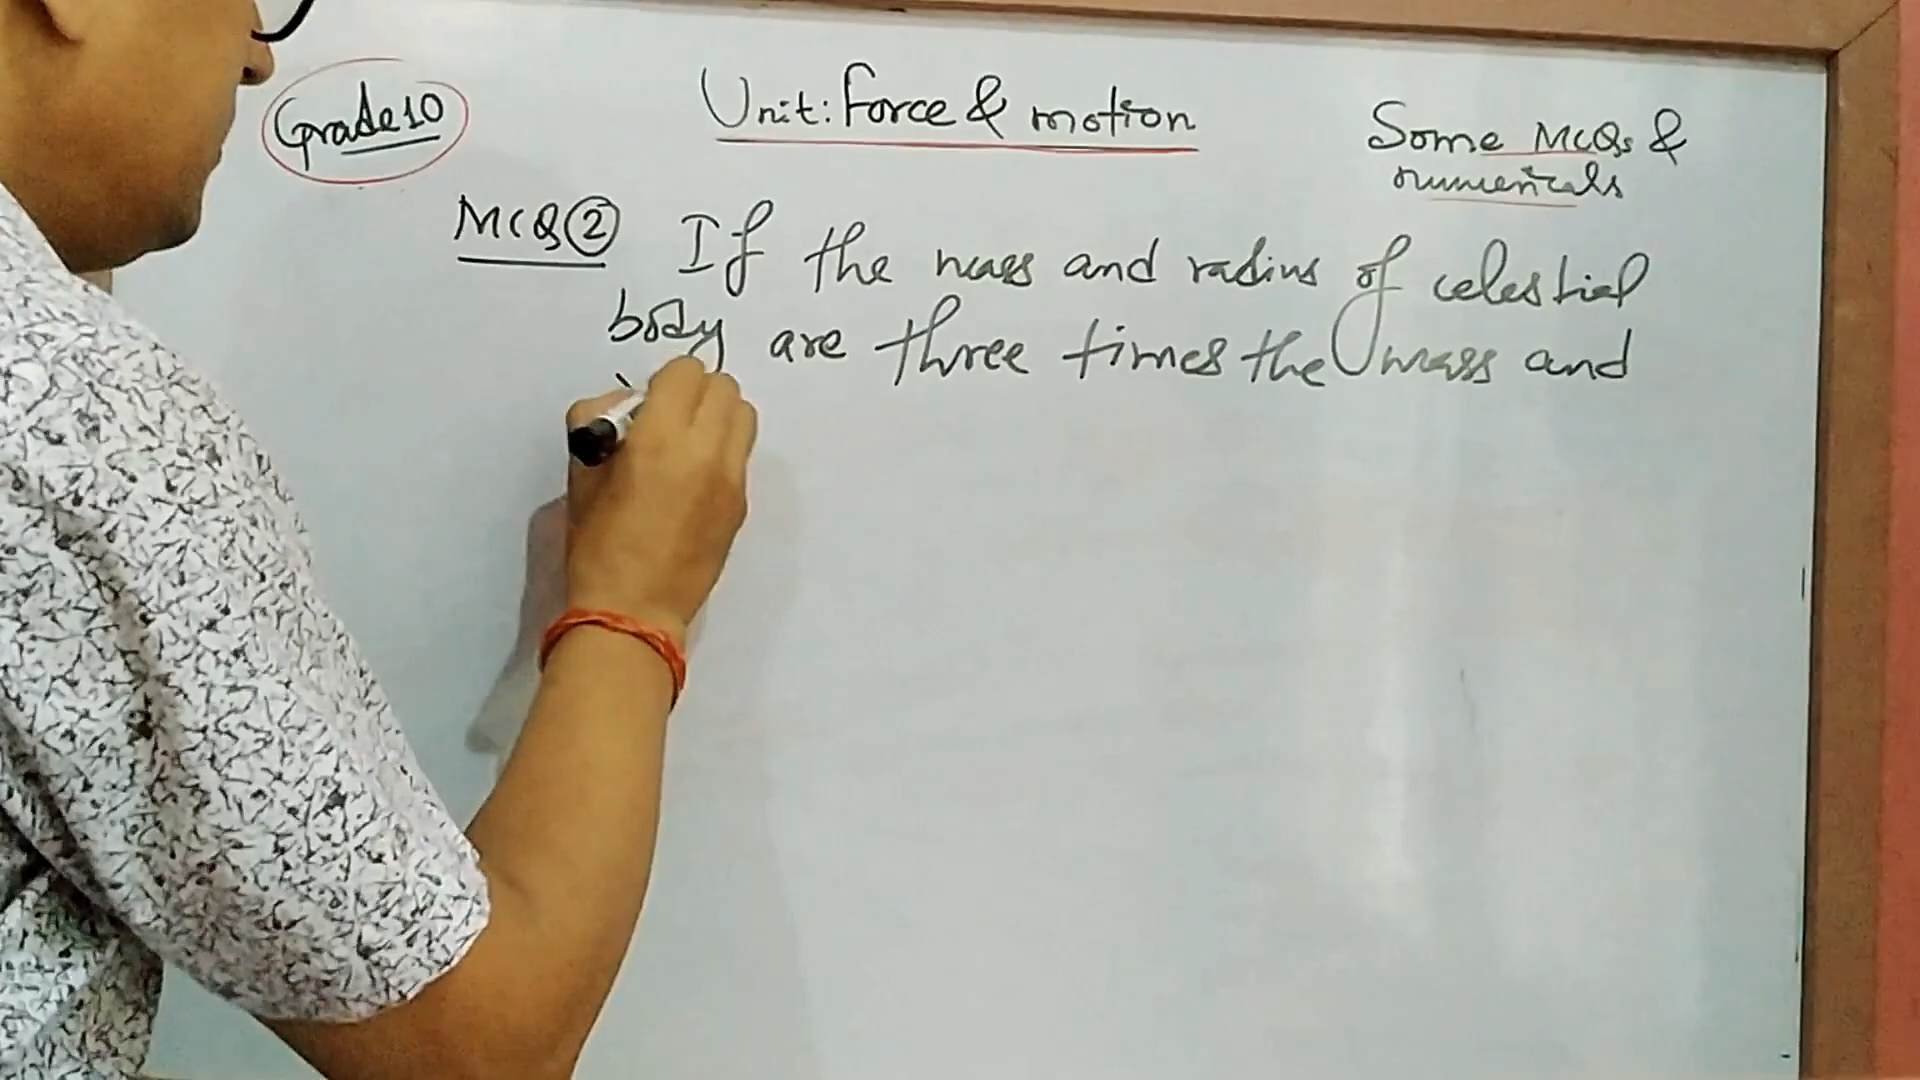 Grade 10
Unit: Force & motion
Some MCQs &
numericals
MCQ 2 If the mass and radius of celestial
body are three times the mass and